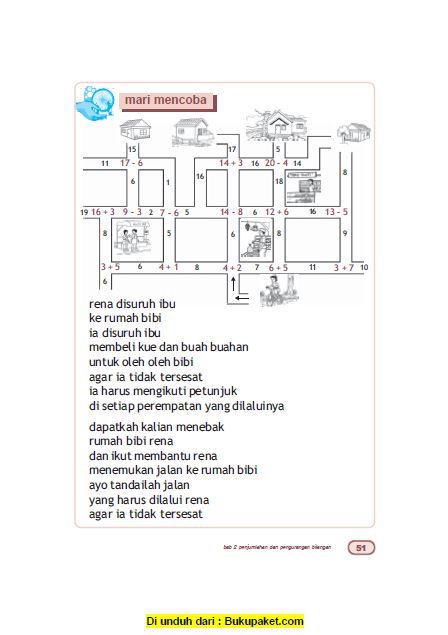 mari mencoba
15 17 5
11 17 - 6 14 + 3 16 20 - 4 14
6 1 16 18 8
19 16 + 3 9 - 3 2 7 - 6 5 14 - 8 6 12 + 6 16 13 - 5
8 5 6 8 9
3 + 5 6 4 + 1 8 4 + 2 7 6 + 5 11 3 + 7 10
6
rena disuruh ibu
ke rumah bibi
ia disuruh ibu
membeli kue dan buah buahan
untuk oleh oleh bibi
agar ia tidak tersesat
ia harus mengikuti petunjuk
di setiap perempatan yang dilaluinya
dapatkah kalian menebak
rumah bibi rena
dan ikut membantu rena
menemukan jalan ke rumah bibi
ayo tandailah jalan
yang harus dilalui rena
agar ia tidak tersesat
bab 2 penjumlahan dan pengurangan bilangan
51
Di unduh dari : Bukupaket.com